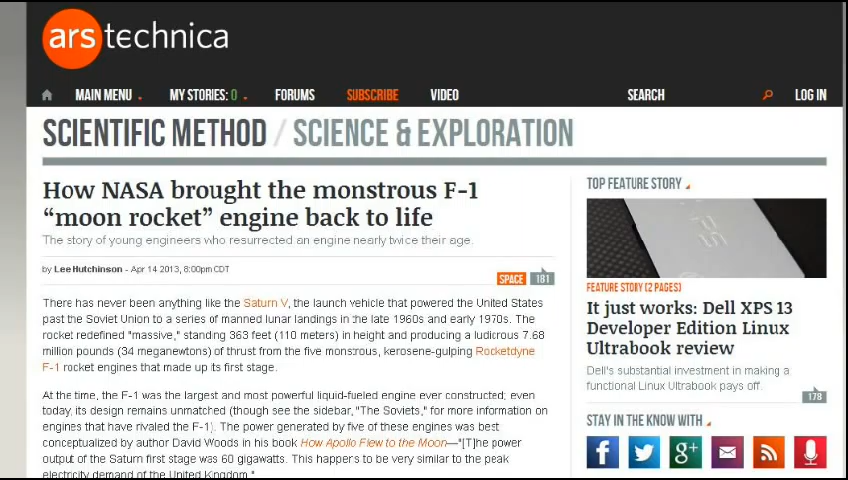 ars technica
MAIN MENU MY STORIES: 0 FORUMS SUBSCRIBE VIDEO SEARCH LOG IN
SCIENTIFIC METHOD / SCIENCE & EXPLORATION
How NASA brought the monstrous F-1
“moon rocket” engine back to life
The story of young engineers who resurrected an engine nearly twice their age.
by Lee Hutchinson - Apr 14 2013, 8:00pm CDT
SPACE 181
There has never been anything like the Saturn V, the launch vehicle that powered the United States
past the Soviet Union to a series of manned lunar landings in the late 1960s and early 1970s. The
rocket redefined "massive," standing 363 feet (110 meters) in height and producing a ludicrous 7.68
million pounds (34 meganewtons) of thrust from the five monstrous, kerosene-gulping Rocketdyne
F-1 rocket engines that made up its first stage.
At the time, the F-1 was the largest and most powerful liquid-fueled engine ever constructed; even
today, its design remains unmatched (though see the sidebar, "The Soviets," for more information on
engines that have rivaled the F-1). The power generated by five of these engines was best
conceptualized by author David Woods in his book How Apollo Flew to the Moon—"[T]he power
output of the Saturn first stage was 60 gigawatts. This happens to be very similar to the peak
electricity demand of the United Kingdom."
TOP FEATURE STORY
XPS
FEATURE STORY (2 PAGES)
It just works: Dell XPS 13
Developer Edition Linux
Ultrabook review
Dell's substantial investment in making a
functional Linux Ultrabook pays off.
178
STAY IN THE KNOW WITH
f g+